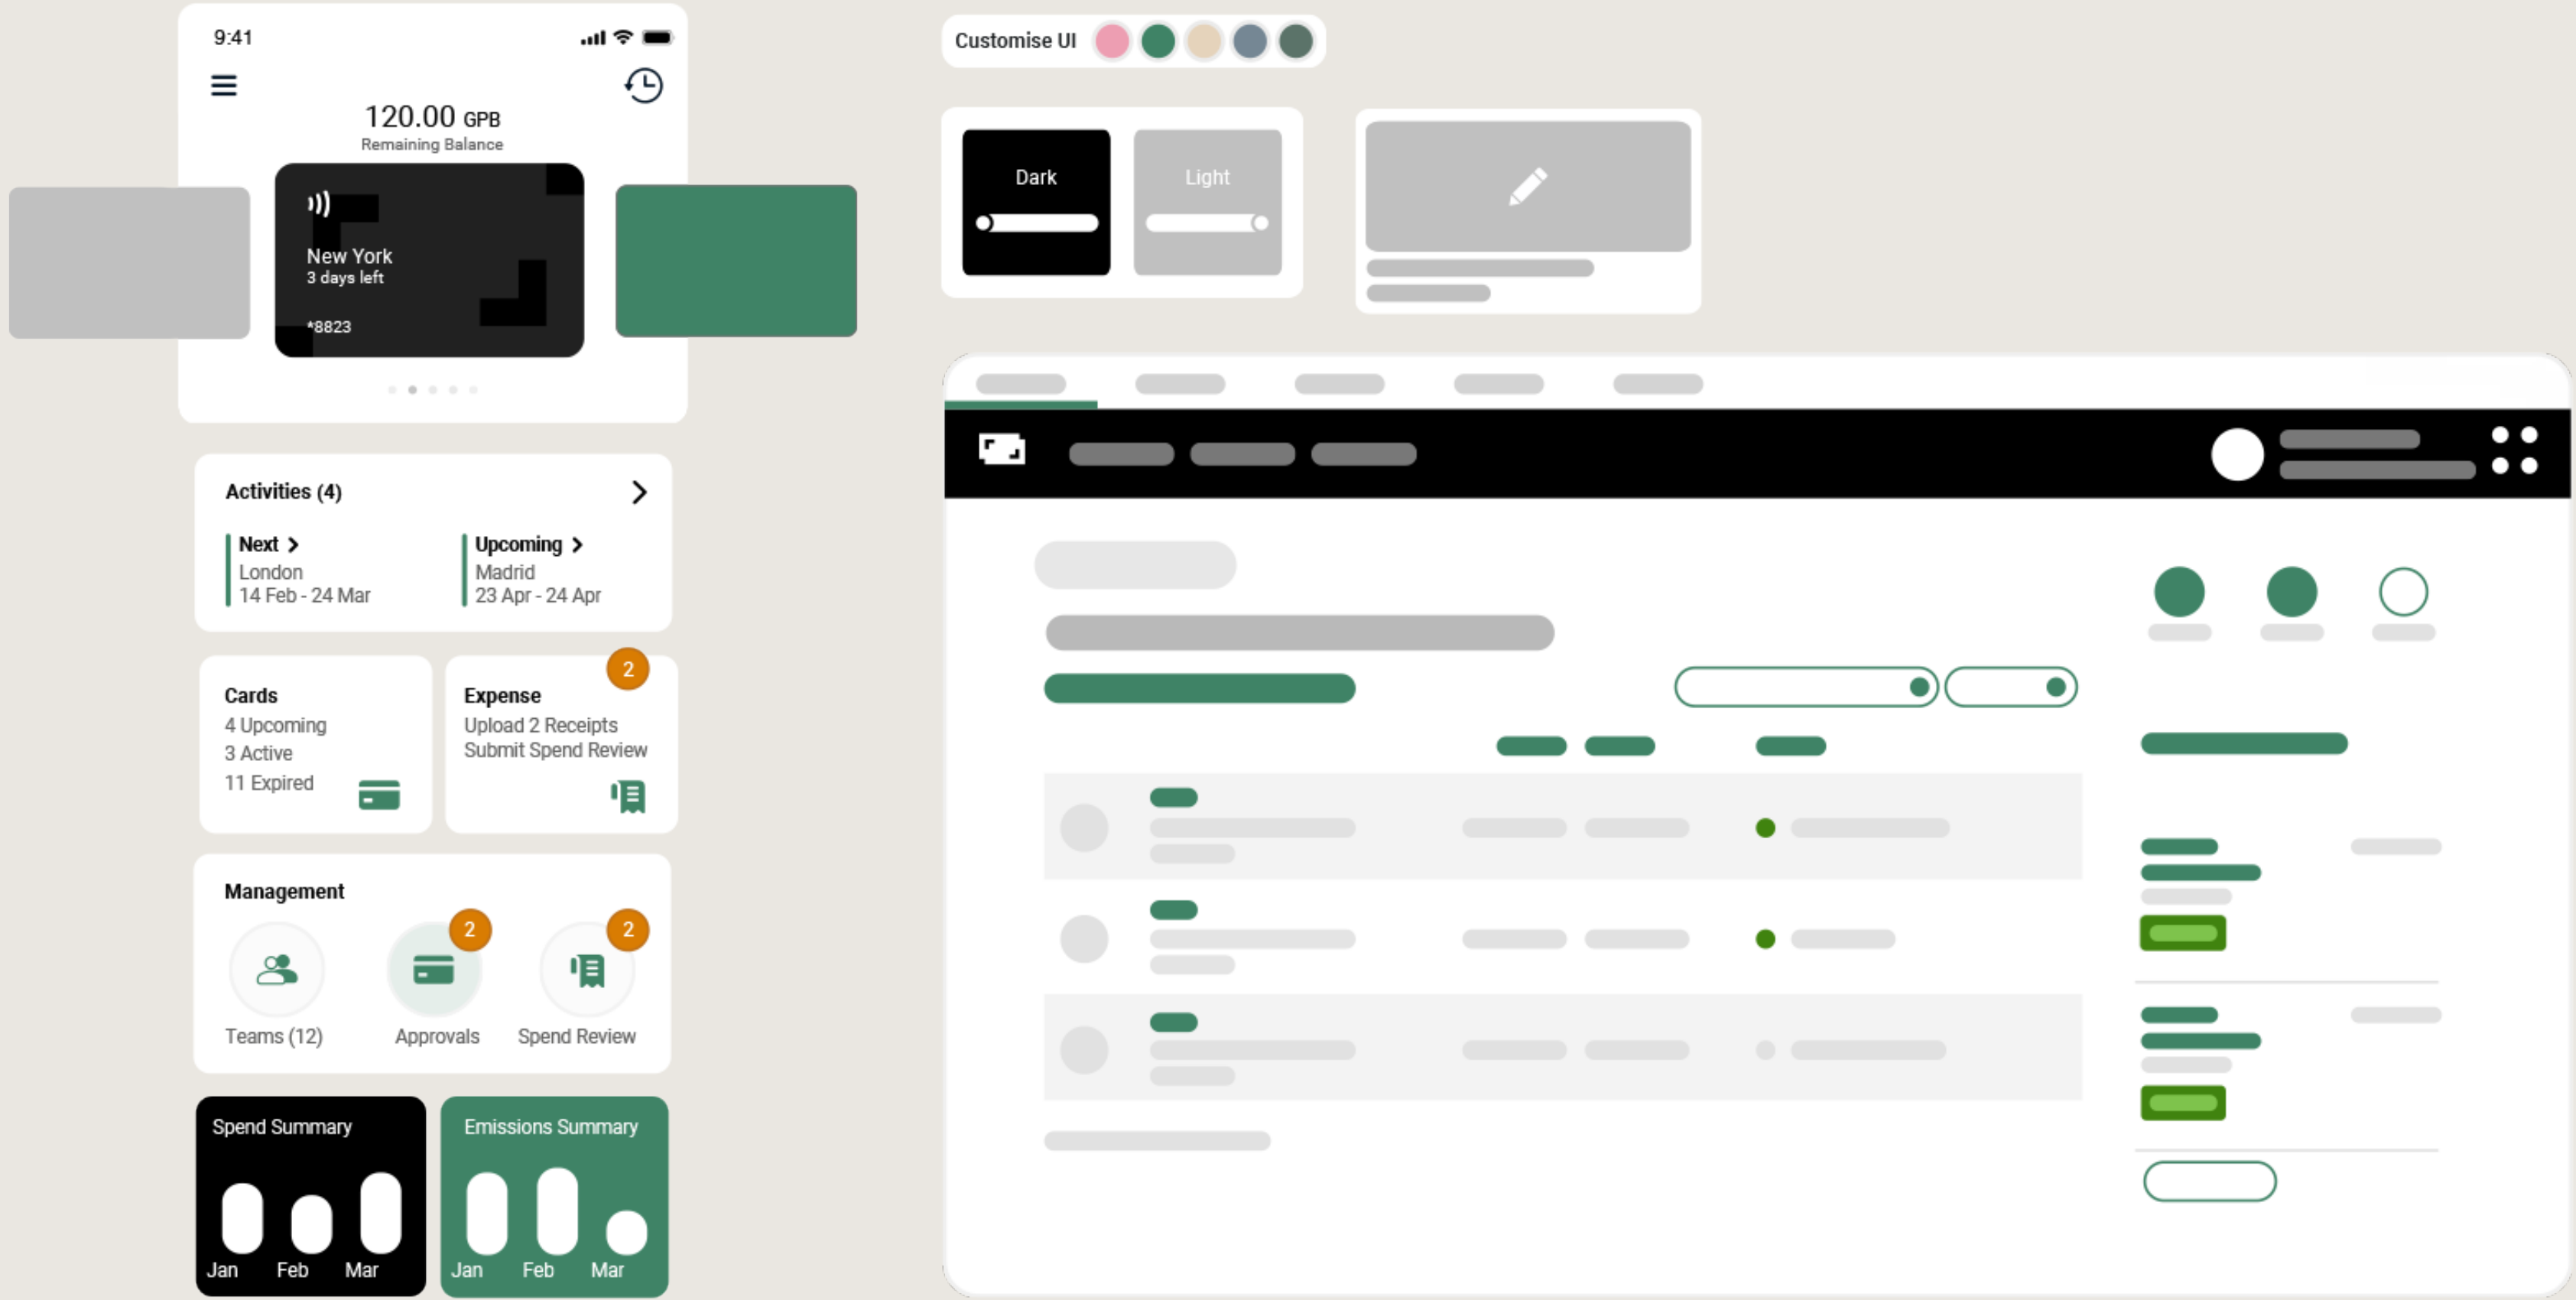 9:41
120.00 GPB
Remaining Balance
New York
3 days left
*8823
Activities (4)
Next
London
14 Feb - 24 Mar
Upcoming
Madrid
23 Apr - 24 Apr
Cards
4 Upcoming
3 Active
11 Expired
2
Expense
Upload 2 Receipts
Submit Spend Review
Management
2
2
Teams (12)
Approvals
Spend Review
Spend Summary
Jan Feb Mar
Emissions Summary
Jan Feb Mar
Customise UI
Dark
Light